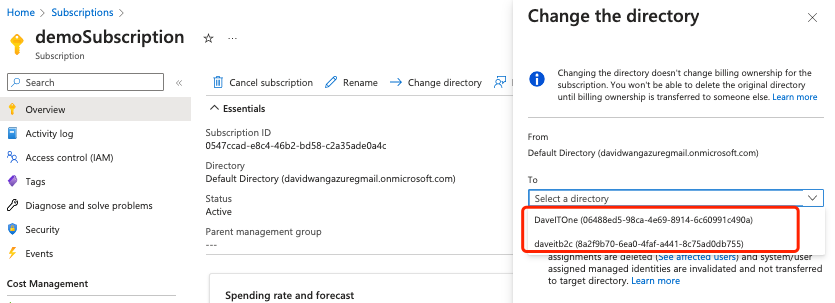 Home > Subscriptions >
demoSubscription
Subscription
Search
Overview
Activity log
Access control (IAM)
Tags
Diagnose and solve problems
Security
Events
Cost Management
Cancel subscription
Rename
Change directory
Essentials
Subscription ID
0547ccad-e8c4-46b2-bd58-c2a35ade0a4c
Directory
Default Directory (davidwangazuregmail.onmicrosoft.com)
Status
Active
Parent management group
---
Spending rate and forecast
Change the directory
Changing the directory doesn't change billing ownership for the
subscription. You won't be able to delete the original directory
until billing ownership is transferred to someone else. Learn more
From
Default Directory (davidwangazuregmail.onmicrosoft.com)
To
Select a directory
DaveITOne (06488ed5-98ca-4e69-8914-6c60991c490a)
daveitb2c (8a2f9b70-6ea0-4faf-a441-8c75ad0db755)
assignments are deleted (See affected users) and system/user
assigned managed identities are invalidated and not transferred
to target directory. Learn more